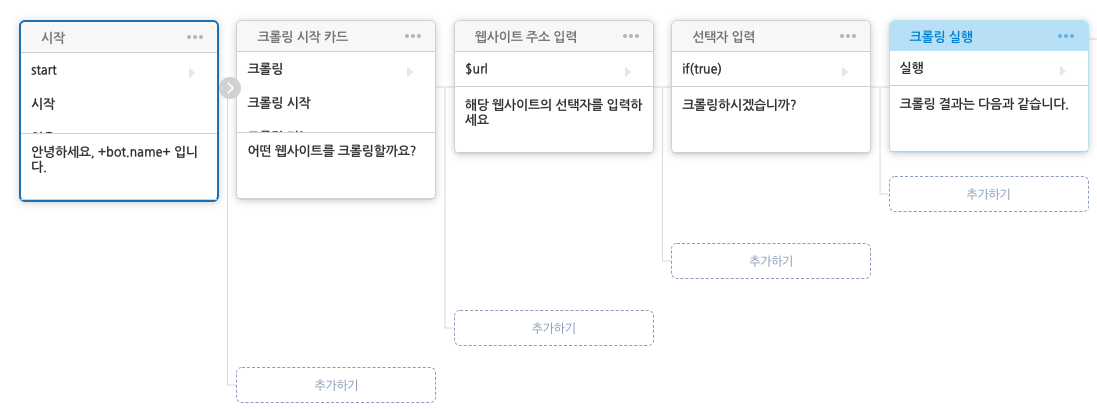 시작
start
시작
안녕하세요, +bot.name+ 입니
다.
크롤링 시작 카드
크롤링
크롤링 시작
어떤 웹사이트를 크롤링할까요?
추가하기
웹사이트 주소 입력
$url
해당 웹사이트의 선택자를 입력하
세요
추가하기
선택자 입력
if(true)
크롤링하시겠습니까?
추가하기
크롤링 실행
실행
크롤링 결과는 다음과 같습니다.
추가하기